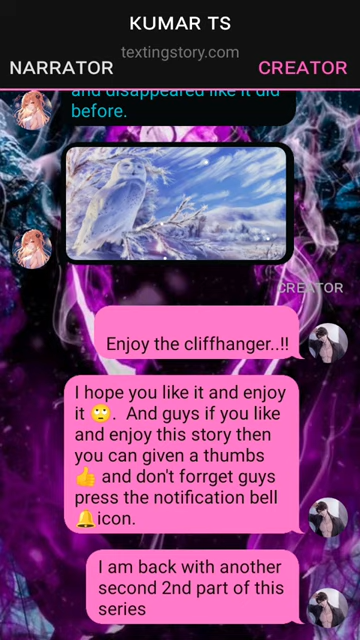 KUMAR TS
textingstory.com
NARRATOR CREATOR
and disappeared like it did
before.
CREATOR
Enjoy the cliffhanger..!!
I hope you like it and enjoy
it 🙄. And guys if you like
and enjoy this story then
you can given a thumbs
👍 and don't forrget guys
press the notification bell
🔔icon.
I am back with another
second 2nd part of this
series